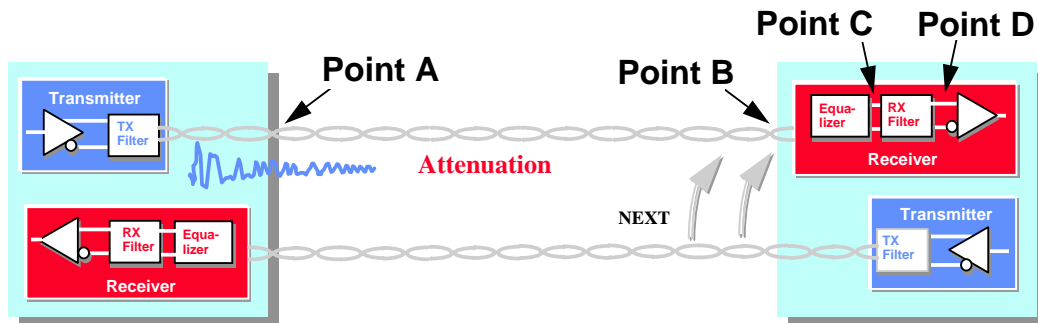 Point C
Point D
Point A
Point B
Transmitter
TX
Filter
Equa-
lizer
RX
Filter
Receiver
Attenuation
NEXT
RX
Filter
Equa-
lizer
Receiver
Transmitter
TX
Filter